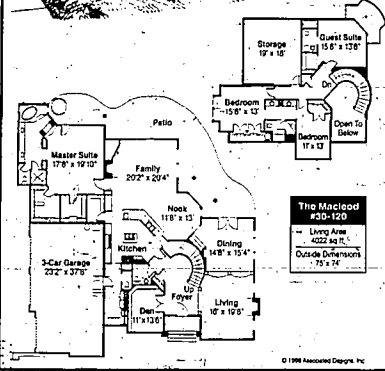 Guest Suite
15'6" x 13'8"
Storage
19' x 18'
Dn
Bedroom
15'8" x 13'
Open To
Below
Bedroom
11' x 13'
Patio
Master Suite
17'8" x 19'10"
Family
20'2" x 20'4"
Nook
11'8" x 13'
The Macleod
#30-120
Living Area
4022 sq ft.
Outside Dimensions
75' x 74'
Dining
14'8" x 15'4"
Kitchen
3-Car Garage
23'2" x 37'6"
Up
Foyer
Den
11' x 13'6"
Living
16' x 19'6"
© 1998 Associated Designs, Inc.